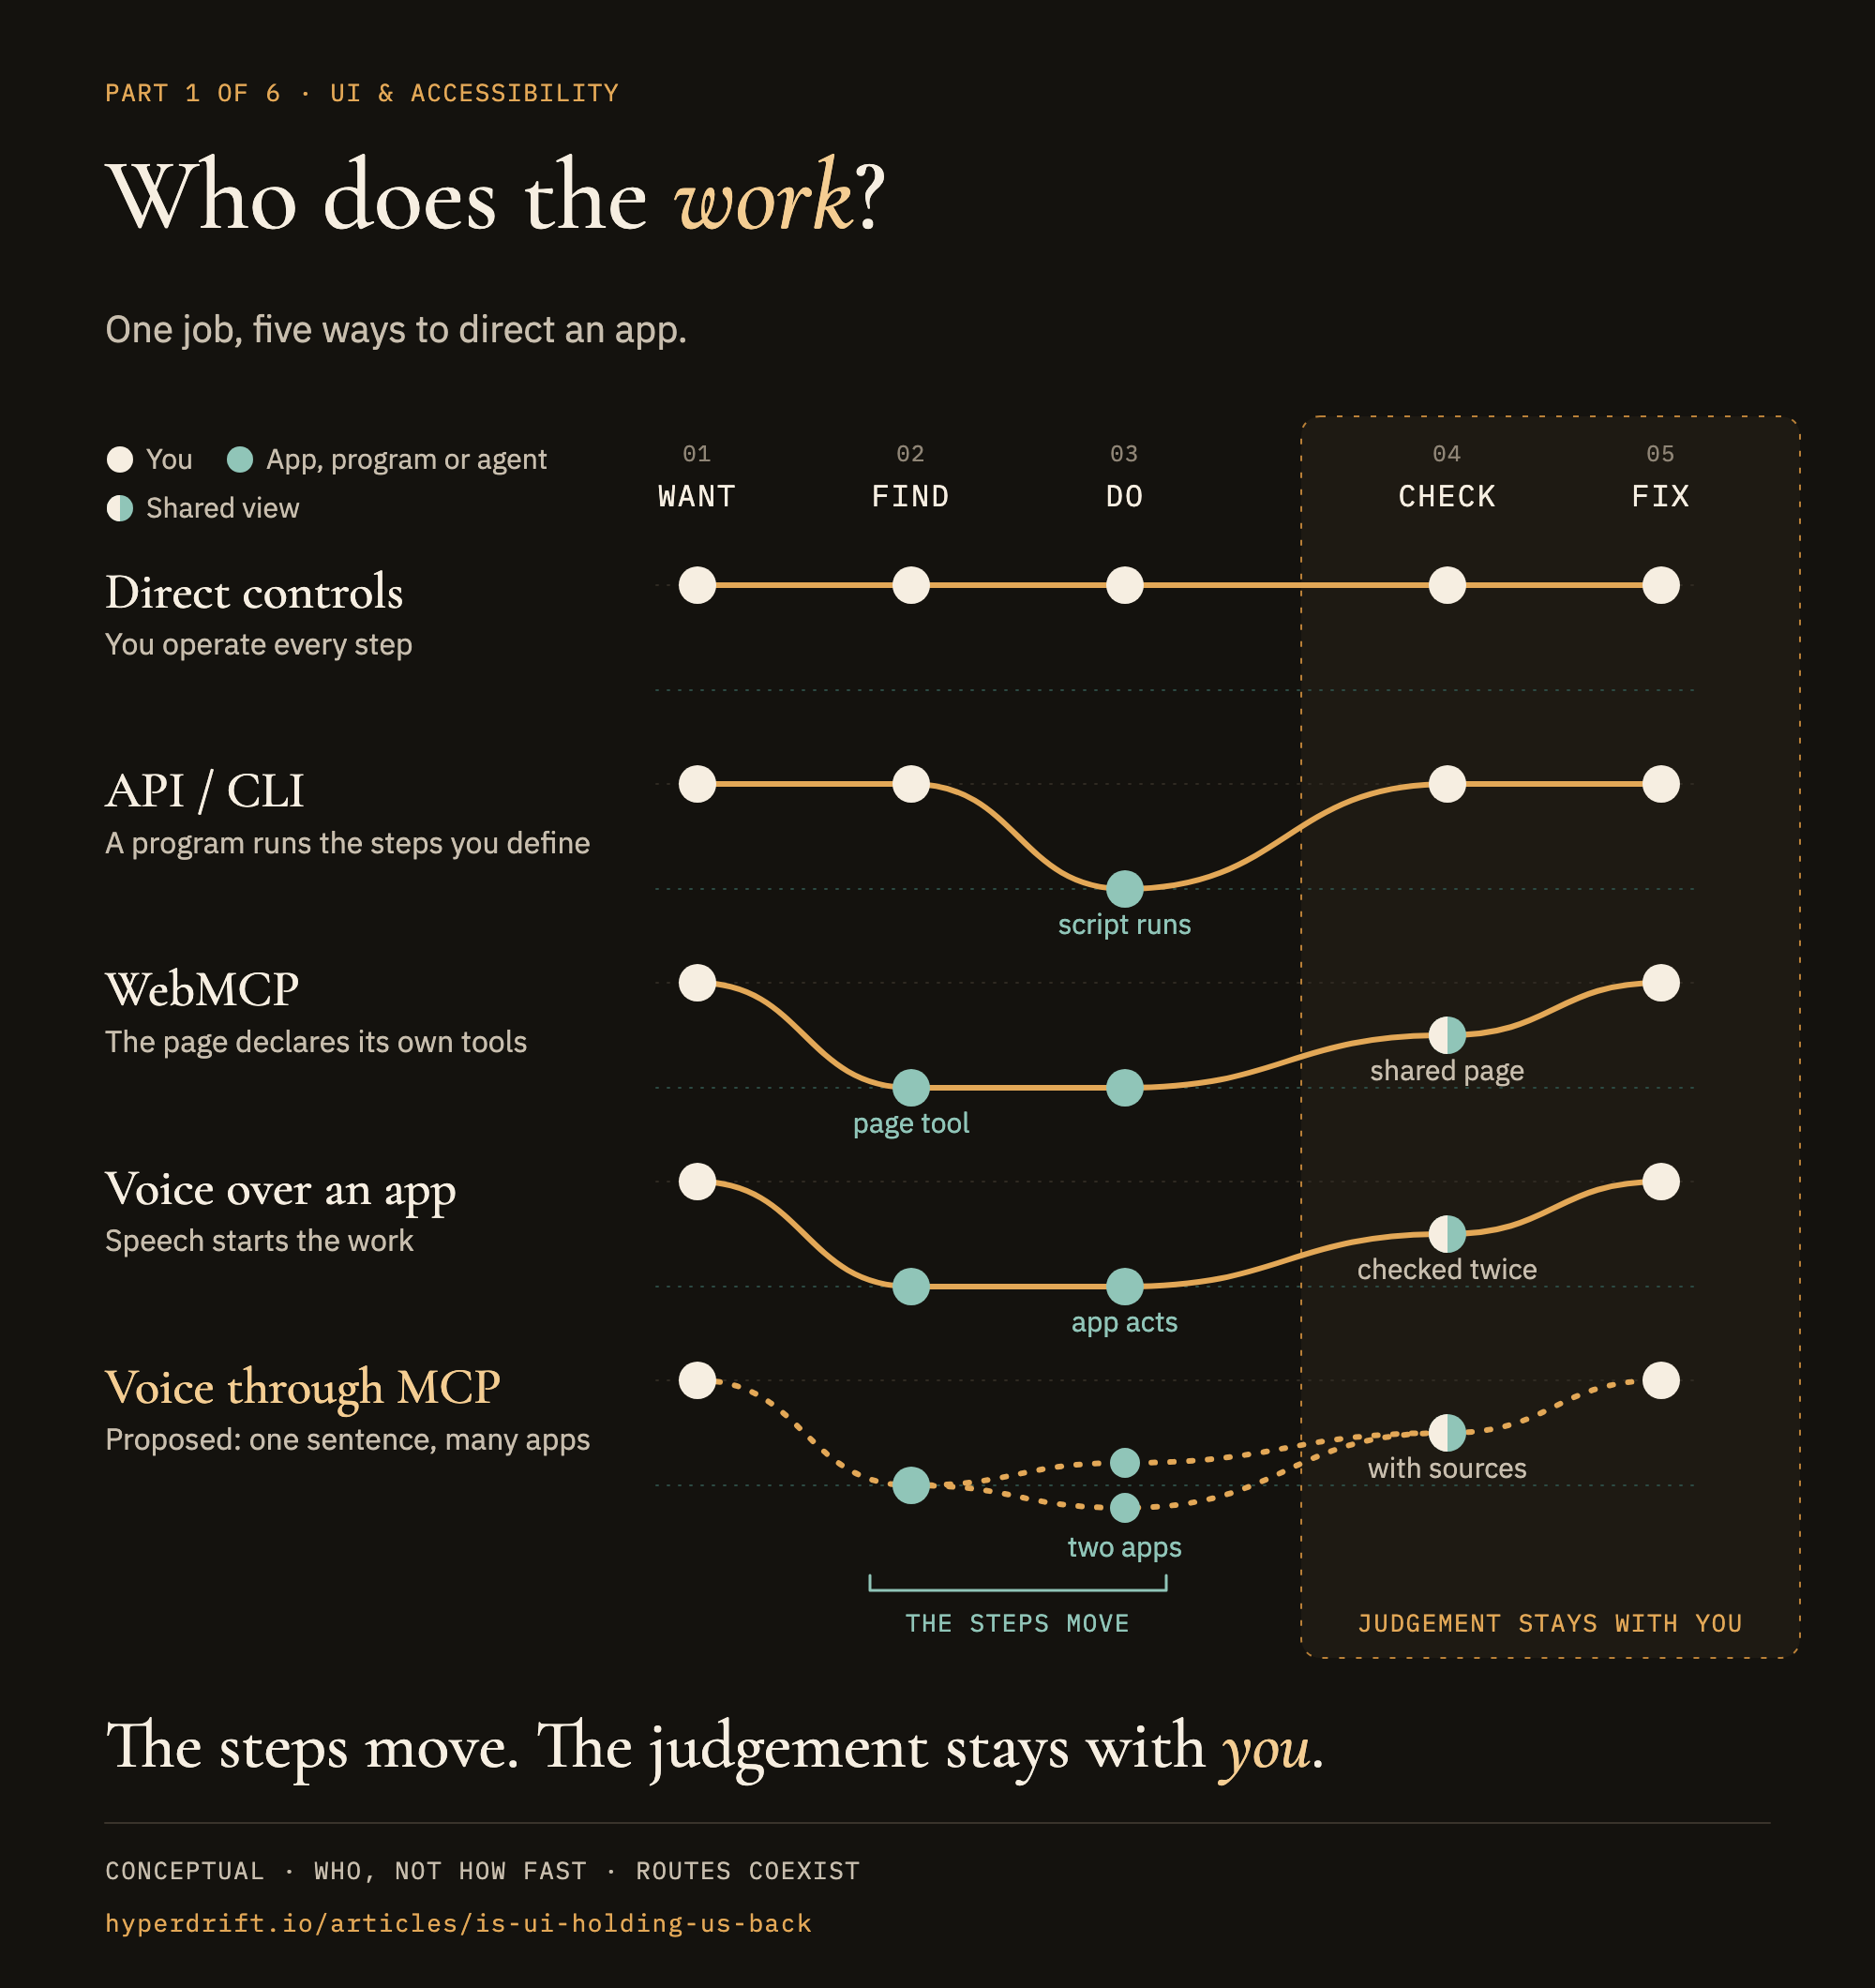 PART 1 OF 6 · UI & ACCESSIBILITY
Who does the work?
One job, five ways to direct an app.
You
App, program or agent
Shared view
01
02
03
04
05
WANT
FIND
DO
CHECK
FIX
Direct controls
You operate every step
API / CLI
A program runs the steps you define
script runs
WebMCP
The page declares its own tools
page tool
shared page
Voice over an app
Speech starts the work
app acts
checked twice
Voice through MCP
Proposed: one sentence, many apps
two apps
with sources
THE STEPS MOVE
JUDGEMENT STAYS WITH YOU
The steps move. The judgement stays with you.
CONCEPTUAL · WHO, NOT HOW FAST · ROUTES COEXIST
hyperdrift.io/articles/is-ui-holding-us-back